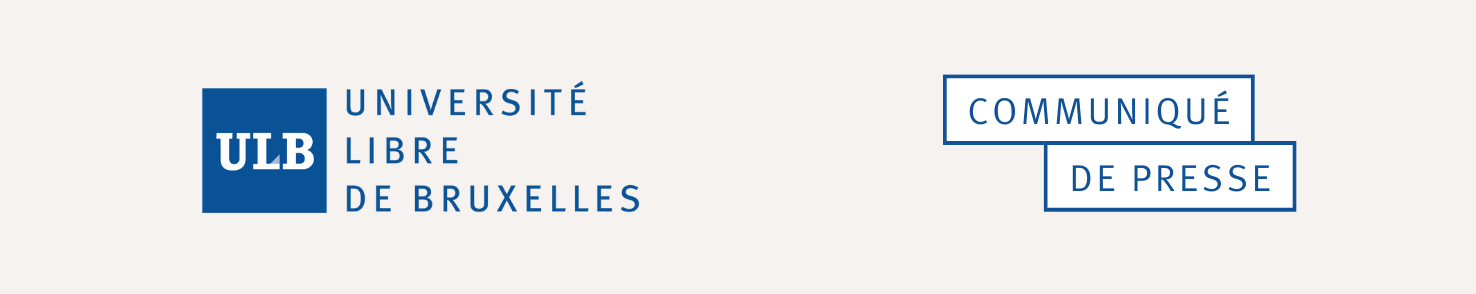 ULB
UNIVERSITÉ
LIBRE
DE BRUXELLES
COMMUNIQUÉ
DE PRESSE